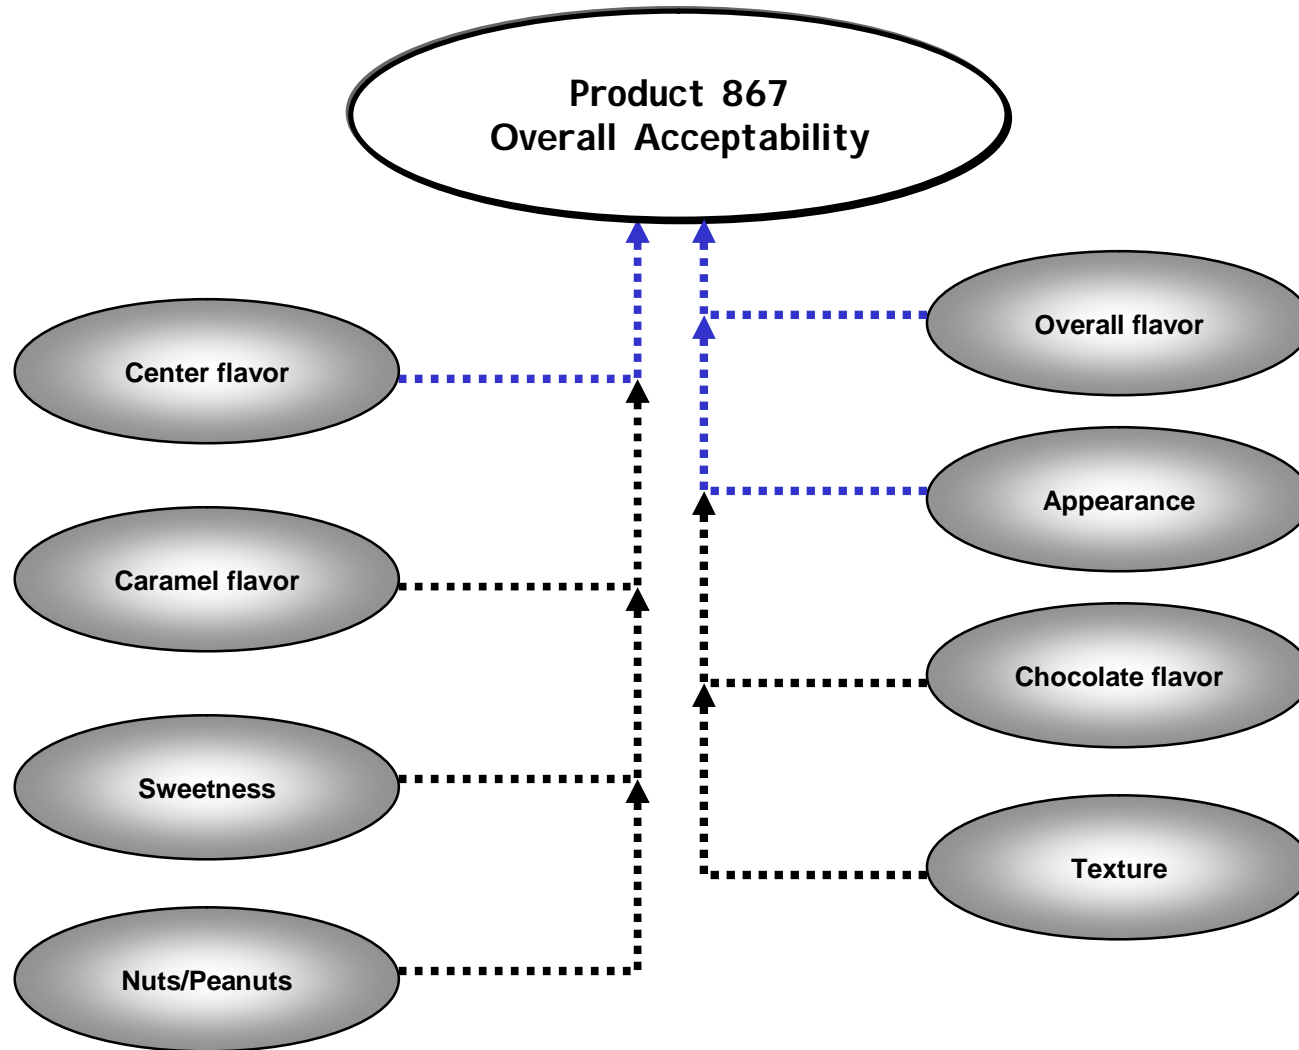 Product 867
Overall Acceptability
Center flavor
Caramel flavor
Sweetness
Nuts/Peanuts
Overall flavor
Appearance
Chocolate flavor
Texture